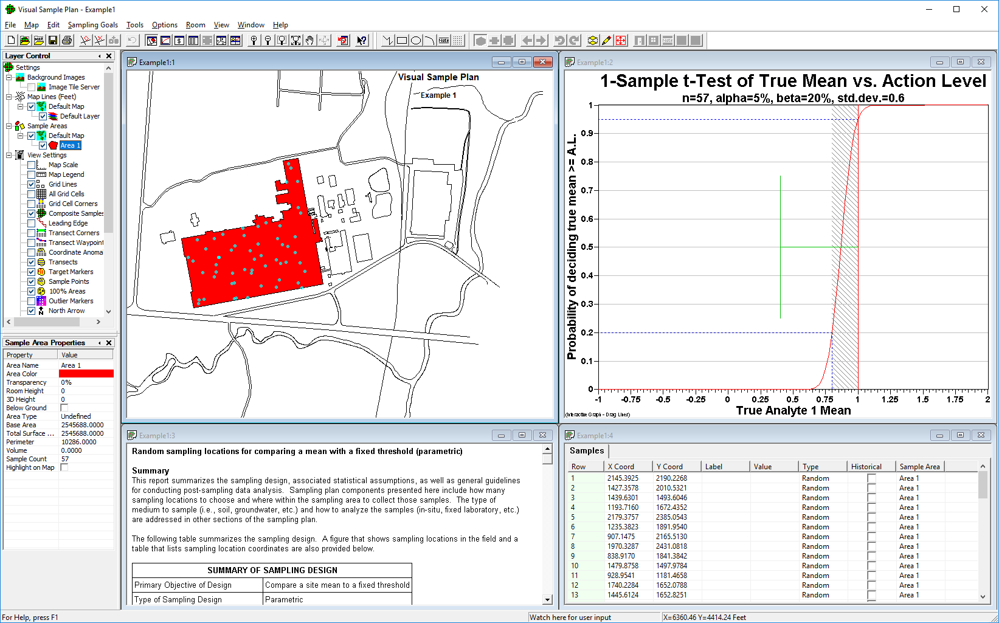 Visual Sample Plan - Example1
File Map Edit Sampling Goals Tools Options Room View Window Help
Layer Control
Settings
Background Images
Image Tile Server
Map Lines (Feet)
Default Map
Default Layer
Sample Areas
Default Map
Area 1
View Settings
Map Scale
Map Legend
Grid Lines
All Grid Cells
Grid Cell Corners
Composite Samples
Leading Edge
Transect Corners
Transect Waypoint
Coordinate Anoma
Transects
Target Markers
Sample Points
100% Areas
Outlier Markers
North Arrow
Sample Area Properties
Property Value
Area Name Area 1
Area Color
Transparency 0%
Room Height 0
3D Height 0
Below Ground
Area Type Undefined
Base Area 2545688.0000
Total Surface ... 2545688.0000
Perimeter 10286.0000
Volume 0.0000
Sample Count 57
Highlight on Map
Example1:1
Visual Sample Plan
Example 1
Example1:2
1-Sample t-Test of True Mean vs. Action Level
n=57, alpha=5%, beta=20%, std.dev.=0.6
Probability of deciding true mean >= A.L.
1
0.9
0.8
0.7
0.6
0.5
0.4
0.3
0.2
0.1
0
-1 -0.75 -0.5 -0.25 0 0.25 0.5 0.75 1 1.25 1.5 1.75 2
True Analyte 1 Mean
(Interactive Graph - Drag Lines)
Example1:3
Random sampling locations for comparing a mean with a fixed threshold (parametric)
Summary
This report summarizes the sampling design, associated statistical assumptions, as well as general guidelines
for conducting post-sampling data analysis. Sampling plan components presented here include how many
sampling locations to choose and where within the sampling area to collect those samples. The type of
medium to sample (i.e., soil, groundwater, etc.) and how to analyze the samples (in-situ, fixed laboratory, etc.)
are addressed in other sections of the sampling plan.
The following table summarizes the sampling design. A figure that shows sampling locations in the field and a
table that lists sampling location coordinates are also provided below.
SUMMARY OF SAMPLING DESIGN
Primary Objective of Design Compare a site mean to a fixed threshold
Type of Sampling Design Parametric
Example1:4
Samples
Row X Coord Y Coord Label Value Type Historical Sample Area
1 2145.3925 2190.2268 Random Area 1
2 1427.3578 2010.5321 Random Area 1
3 1439.6301 1493.6046 Random Area 1
4 1193.7160 1672.4352 Random Area 1
5 2179.3757 2385.0543 Random Area 1
6 1235.3823 1891.9540 Random Area 1
7 907.1475 2165.5130 Random Area 1
8 1970.3287 2431.0818 Random Area 1
9 838.9170 1841.3842 Random Area 1
10 1479.8758 1497.9784 Random Area 1
11 928.9541 1181.4658 Random Area 1
12 1740.2284 1652.0788 Random Area 1
13 1445.6124 1652.8251 Random Area 1
For Help, press F1
Watch here for user input
X=6360.46 Y=4414.24 Feet